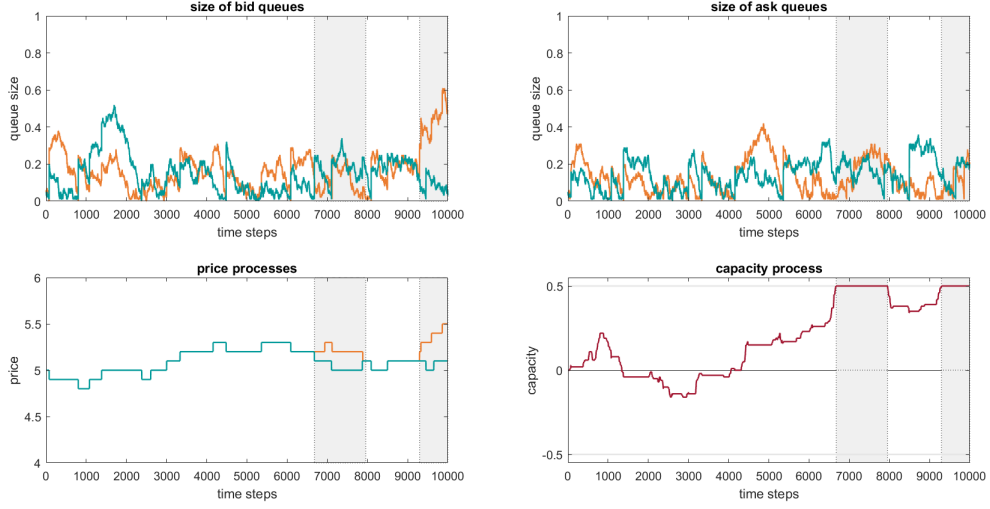 size of bid queues
1
0.8
0.6
0.4
0.2
0
queue size
0 1000 2000 3000 4000 5000 6000 7000 8000 9000 10000
time steps
size of ask queues
1
0.8
0.6
0.4
0.2
0
queue size
0 1000 2000 3000 4000 5000 6000 7000 8000 9000 10000
time steps
price processes
6
5.5
5
4.5
4
price
0 1000 2000 3000 4000 5000 6000 7000 8000 9000 10000
time steps
capacity process
0.5
0
-0.5
capacity
0 1000 2000 3000 4000 5000 6000 7000 8000 9000 10000
time steps